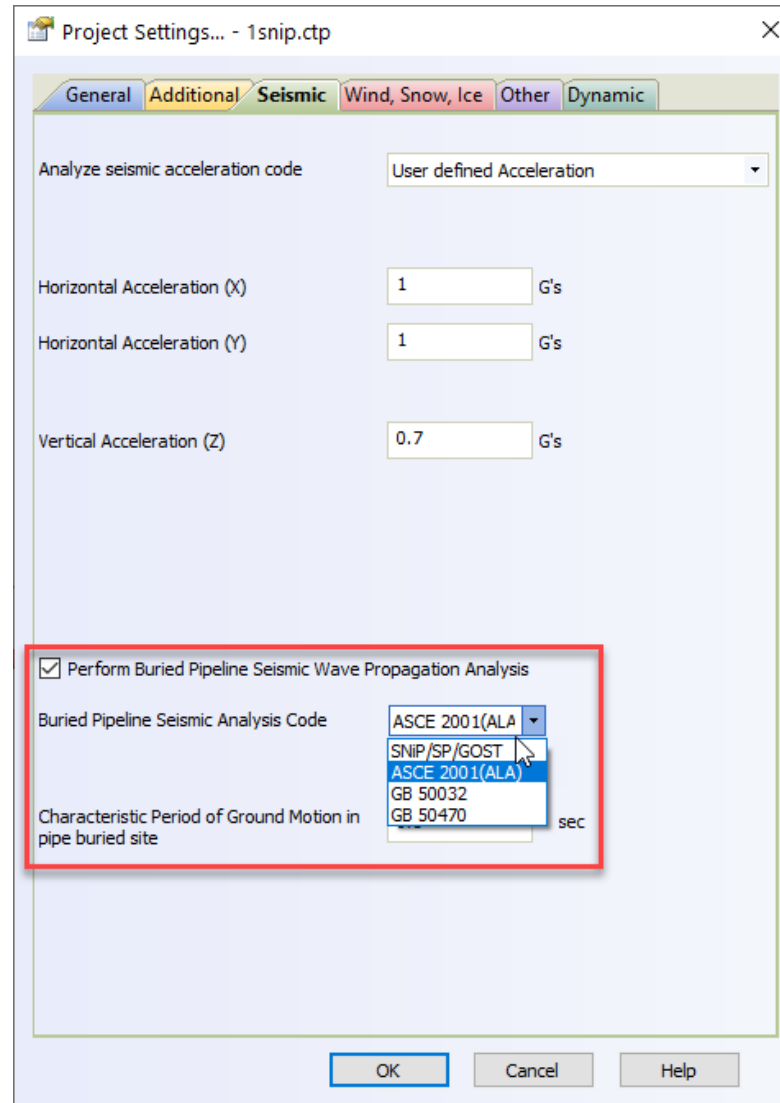 Project Settings... - 1snip.ctp
General Additional Seismic Wind, Snow, Ice Other Dynamic
Analyze seismic acceleration code User defined Acceleration
Horizontal Acceleration (X) 1 G's
Horizontal Acceleration (Y) 1 G's
Vertical Acceleration (Z) 0.7 G's
Perform Buried Pipeline Seismic Wave Propagation Analysis
Buried Pipeline Seismic Analysis Code ASCE 2001(ALA
SNiP/SP/GOST
ASCE 2001(ALA)
GB 50032
GB 50470
Characteristic Period of Ground Motion in
pipe buried site
sec
OK Cancel Help